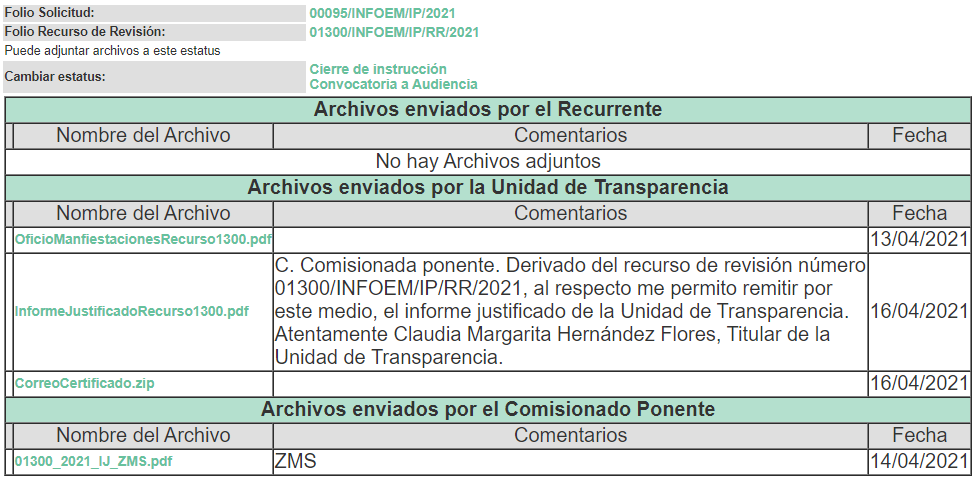 Folio Solicitud: 00095/INFOEM/IP/2021
Folio Recurso de Revisión: 01300/INFOEM/IP/RR/2021
Puede adjuntar archivos a este estatus
Cambiar estatus: Cierre de instrucción
Convocatoria a Audiencia
Archivos enviados por el Recurrente
Nombre del Archivo Comentarios Fecha
No hay Archivos adjuntos
Archivos enviados por la Unidad de Transparencia
Nombre del Archivo Comentarios Fecha
OficioManfiestacionesRecurso1300.pdf 13/04/2021
C. Comisionada ponente. Derivado del recurso de revisión número
01300/INFOEM/IP/RR/2021, al respecto me permito remitir por
InformeJustificadoRecurso1300.pdf este medio, el informe justificado de la Unidad de Transparencia. 16/04/2021
Atentamente Claudia Margarita Hernández Flores, Titular de la
Unidad de Transparencia.
CorreoCertificado.zip 16/04/2021
Archivos enviados por el Comisionado Ponente
Nombre del Archivo Comentarios Fecha
01300_2021_IJ_ZMS.pdf ZMS 14/04/2021